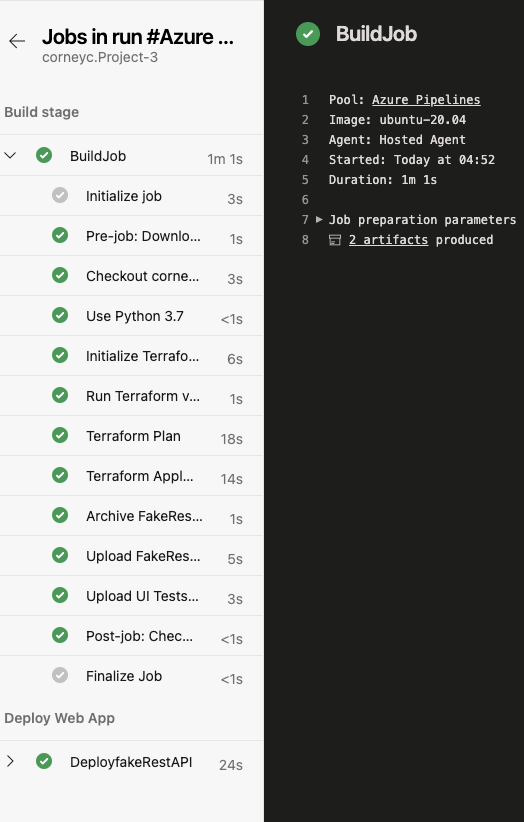 Jobs in run #Azure ...
corneyc.Project-3
Build stage
BuildJob 1m 1s
Initialize job 3s
Pre-job: Downlo... 1s
Checkout corne... 3s
Use Python 3.7 <1s
Initialize Terrafo... 6s
Run Terraform v... 1s
Terraform Plan 18s
Terraform Appl... 14s
Archive FakeRes... 1s
Upload FakeRes... 5s
Upload UI Tests... 3s
Post-job: Chec... <1s
Finalize Job <1s
Deploy Web App
DeployfakeRestAPI 24s
BuildJob
1 Pool: Azure Pipelines
2 Image: ubuntu-20.04
3 Agent: Hosted Agent
4 Started: Today at 04:52
5 Duration: 1m 1s
6
7 Job preparation parameters
8 2 artifacts produced